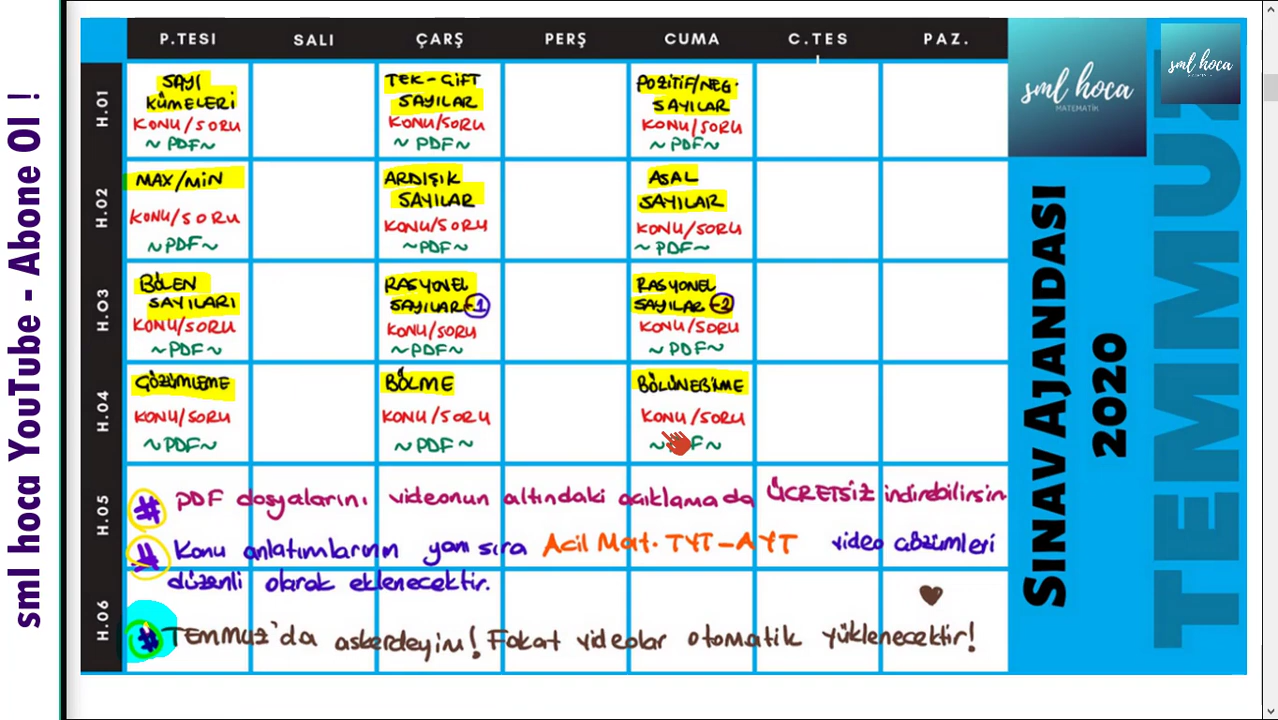 sml hoca YouTube - Abone Ol !
P.TESI
SALI
ÇARŞ
PERŞ
CUMA
C.TES
PAZ.
H.01
SAYI
KÜMELERİ
KONU/SORU
~PDF~
TEK-ÇİFT
SAYILAR
KONU/SORU
~PDF~
POZİTİF/NEG.
SAYILAR
KONU/SORU
~PDF~
H.02
MAX/MİN
KONU/SORU
~PDF~
ARDIŞIK
SAYILAR
KONU/SORU
~PDF~
ASAL
SAYILAR
KONU/SORU
~PDF~
H.03
BÖLEN
SAYILARI
KONU/SORU
~PDF~
RASYONEL
SAYILAR-1
KONU/SORU
~PDF~
RASYONEL
SAYILAR-2
KONU/SORU
~PDF~
H.04
ÇÖZÜMLEME
KONU/SORU
~PDF~
BÖLME
KONU/SORU
~PDF~
BÖLÜNEBİLME
KONU/SORU
H.05
# PDF dosyalarını videonun altındaki açıklamada ÜCRETSİZ indirebilirsin.
# Konu anlatımlarının yanı sıra Acil Mat. TYT-AYT video çözümleri
düzenli olarak eklenecektir.
H.06
# TEMMUZ'da askerdeyim! Fakat videolar otomatik yüklenecektir!
sml hoca
MATEMATİK
sml hoca
SINAV AJANDASI
2020
TEMMUZ